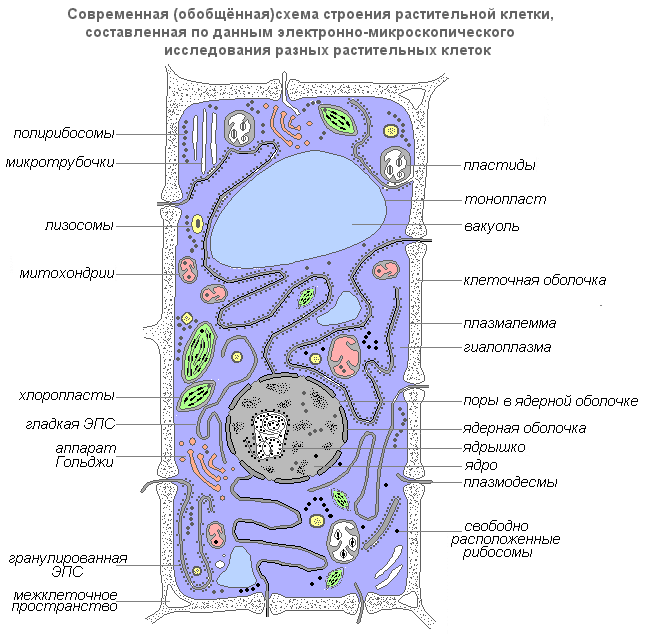 Современная (обобщённая)схема строения растительной клетки,
составленная по данным электронно-микроскопического
исследования разных растительных клеток
полирибосомы
микротрубочки
лизосомы
митохондрии
хлоропласты
гладкая ЭПС
аппарат
Гольджи
гранулированная
ЭПС
межклеточное
пространство
пластиды
тонопласт
вакуоль
клеточная оболочка
плазмалемма
гиалоплазма
поры в ядерной оболочке
ядерная оболочка
ядрышко
ядро
плазмодесмы
свободно
расположенные
рибосомы